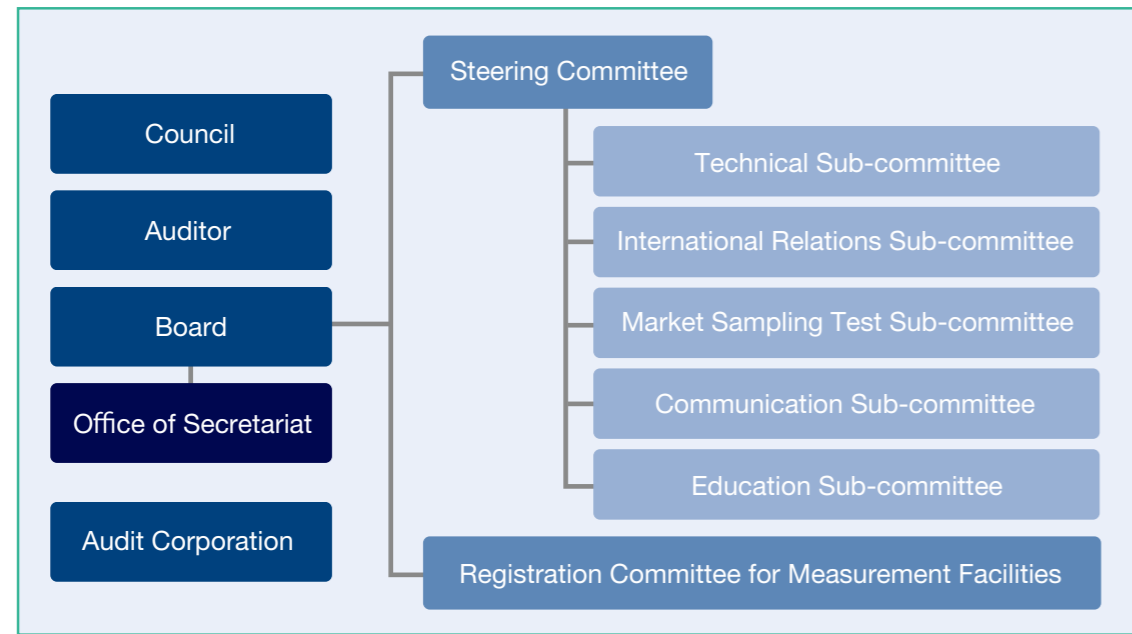 Council
Auditor
Board
Office of Secretariat
Audit Corporation
Steering Committee
Technical Sub-committee
International Relations Sub-committee
Market Sampling Test Sub-committee
Communication Sub-committee
Education Sub-committee
Registration Committee for Measurement Facilities